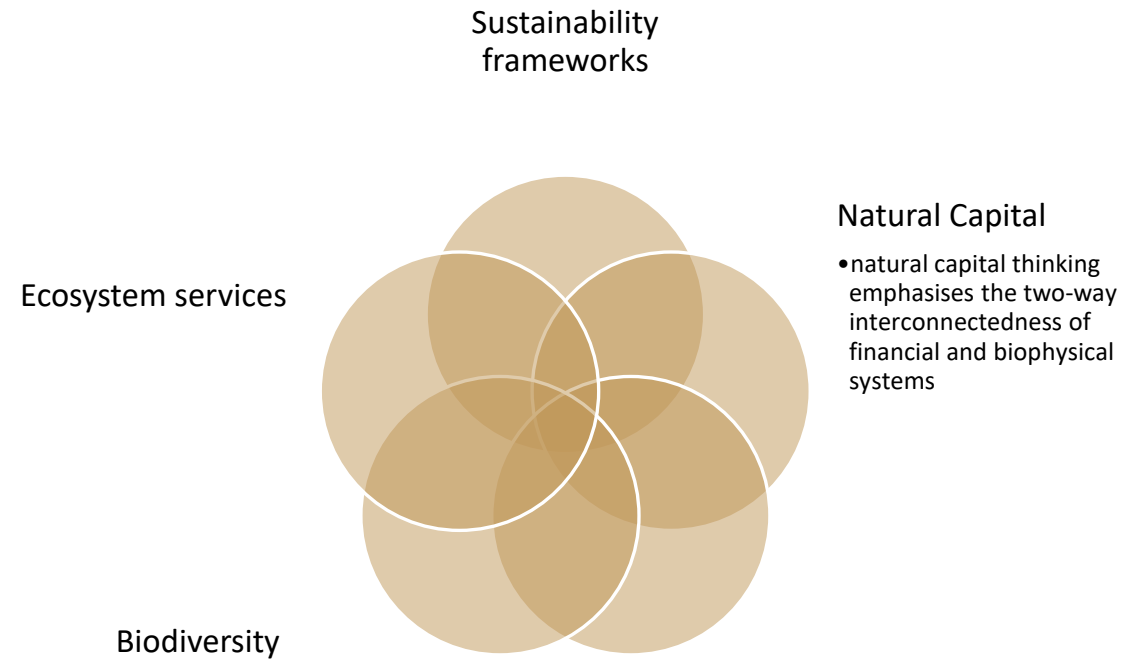 Sustainability
frameworks
Natural Capital
•natural capital thinking
emphasises the two-way
interconnectedness of
financial and biophysical
systems
Ecosystem services
Biodiversity